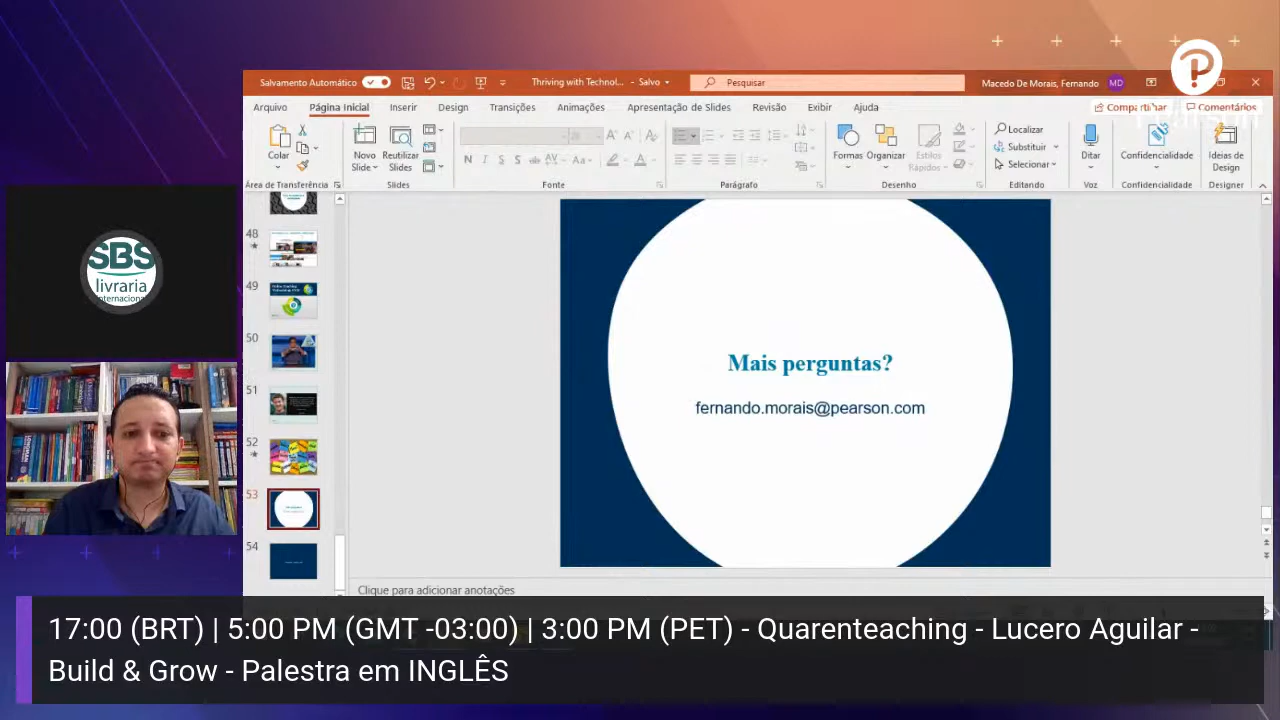 Pearson
Salvamento Automático
Thriving with Technol... - Salvo
Pesquisar
Macedo De Morais, Fernando
MD
Arquivo Página Inicial Inserir Design Transições Animações Apresentação de Slides Revisão Exibir Ajuda
Compartilhar Comentários
Colar
Novo
Slide
Reutilizar
Slides
N I S S ab AV Aa A
Formas Organizar Estilos
Rápidos
Localizar
Substituir
Selecionar
Ditar Confidencialidade Ideias de
Design
Área de Transferência Slides Fonte Parágrafo Desenho Editando Voz Confidencialidade Designer
48
49
50
51
52
53
54
SBS
livraria
internacional
Mais perguntas?
fernando.morais@pearson.com
Clique para adicionar anotações
17:00 (BRT) | 5:00 PM (GMT -03:00) | 3:00 PM (PET) - Quarenteaching - Lucero Aguilar -
Build & Grow - Palestra em INGLÊS